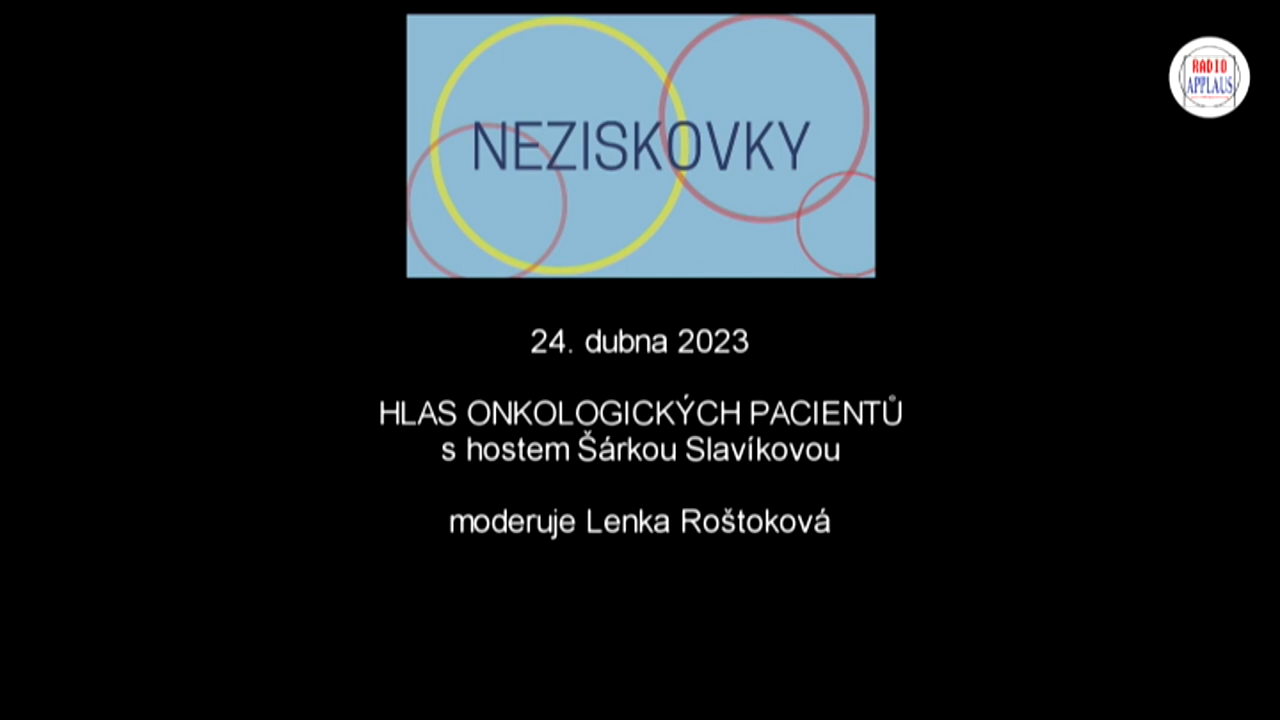 NEZISKOVKY
RADIO
APPLAUS
24. dubna 2023
HLAS ONKOLOGICKÝCH PACIENTŮ
s hostem Šárkou Slavíkovou
moderuje Lenka Roštoková